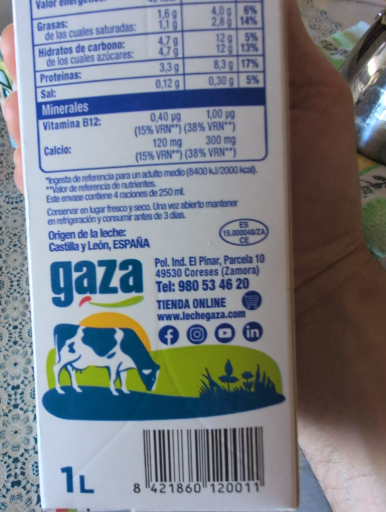 Valor energético:
Grasas: 1,6 g 4,0 g 6%
de las cuales saturadas: 1,1 g 2,8 g 14%
Hidratos de carbono: 4,7 g 12 g 5%
de los cuales azúcares: 4,7 g 12 g 13%
Proteínas: 3,3 g 8,3 g 17%
Sal: 0,12 g 0,30 g 5%
Minerales
Vitamina B12: 0,40 µg 1,00 µg
(15% VRN**) (38% VRN**)
Calcio: 120 mg 300 mg
(15% VRN**) (38% VRN**)
*Ingesta de referencia para un adulto medio (8400 kJ/2000 kcal).
**Valor de referencia de nutrientes.
Este envase contiene 4 raciones de 250 ml.
Conservar en lugar fresco y seco. Una vez abierto mantener
en refrigeración y consumir antes de 3 días.
Origen de la leche:
Castilla y León, ESPAÑA
ES
15.000048/ZA
CE
gaza
Pol. Ind. El Pinar, Parcela 10
49530 Coreses (Zamora)
Tel: 980 53 46 20
TIENDA ONLINE
www.lechegaza.com
1L
8 421860 120011